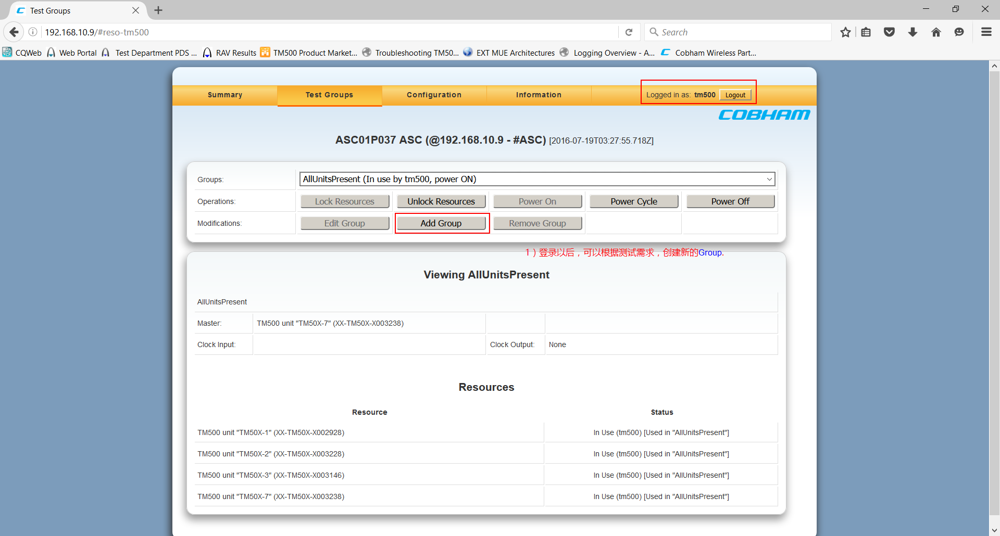 Test Groups
192.168.10.9/#reso-tm500
Search
CQWeb Web Portal Test Department PDS ... RAV Results TM500 Product Market... Troubleshooting TM50... EXT MUE Architectures Logging Overview - A... Cobham Wireless Part...
Summary Test Groups Configuration Information Logged in as: tm500 Logout
COBHAM
ASC01P037 ASC (@192.168.10.9 - #ASC) [2016-07-19T03:27:55.718Z]
Groups: AllUnitsPresent (In use by tm500, power ON)
Operations: Lock Resources Unlock Resources Power On Power Cycle Power Off
Modifications: Edit Group Add Group Remove Group
1）登录以后，可以根据测试需求，创建新的Group.
Viewing AllUnitsPresent
AllUnitsPresent
Master: TM500 unit "TM50X-7" (XX-TM50X-X003238)
Clock Input: Clock Output: None
Resources
Resource Status
TM500 unit "TM50X-1" (XX-TM50X-X002928) In Use (tm500) [Used in "AllUnitsPresent"]
TM500 unit "TM50X-2" (XX-TM50X-X003228) In Use (tm500) [Used in "AllUnitsPresent"]
TM500 unit "TM50X-3" (XX-TM50X-X003146) In Use (tm500) [Used in "AllUnitsPresent"]
TM500 unit "TM50X-7" (XX-TM50X-X003238) In Use (tm500) [Used in "AllUnitsPresent"]